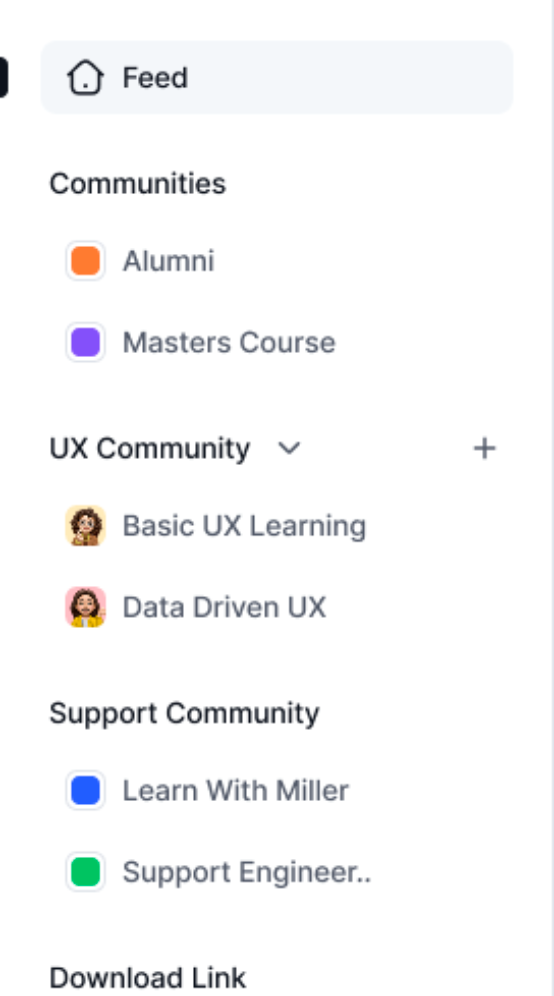 Feed
Communities
Alumni
Masters Course
UX Community
Basic UX Learning
Data Driven UX
Support Community
Learn With Miller
Support Engineer..
Download Link